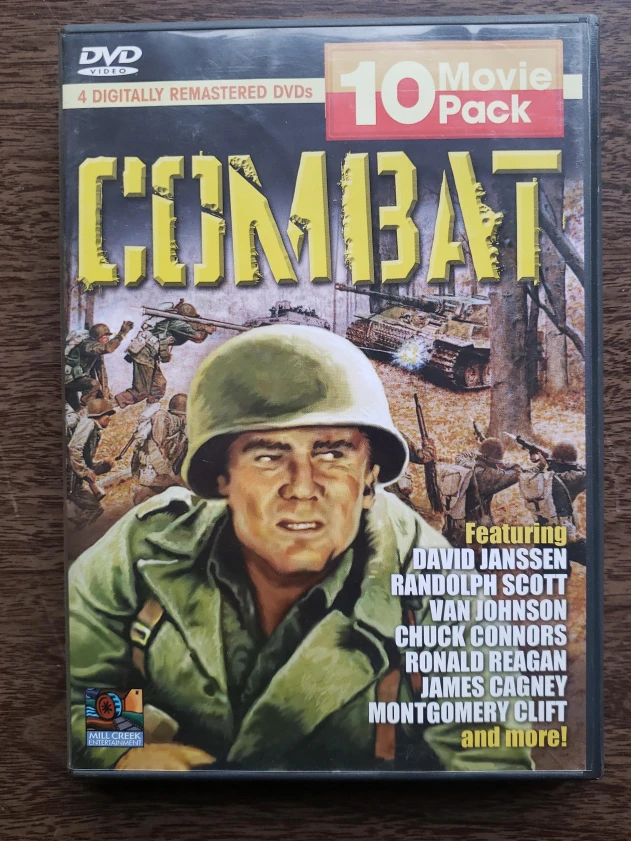 DVD
VIDEO
4 DIGITALLY REMASTERED DVDs
10 Movie
Pack
COMBAT
Featuring
DAVID JANSSEN
RANDOLPH SCOTT
VAN JOHNSON
CHUCK CONNORS
RONALD REAGAN
JAMES CAGNEY
MONTGOMERY CLIFT
and more!
MILL CREEK
ENTERTAINMENT